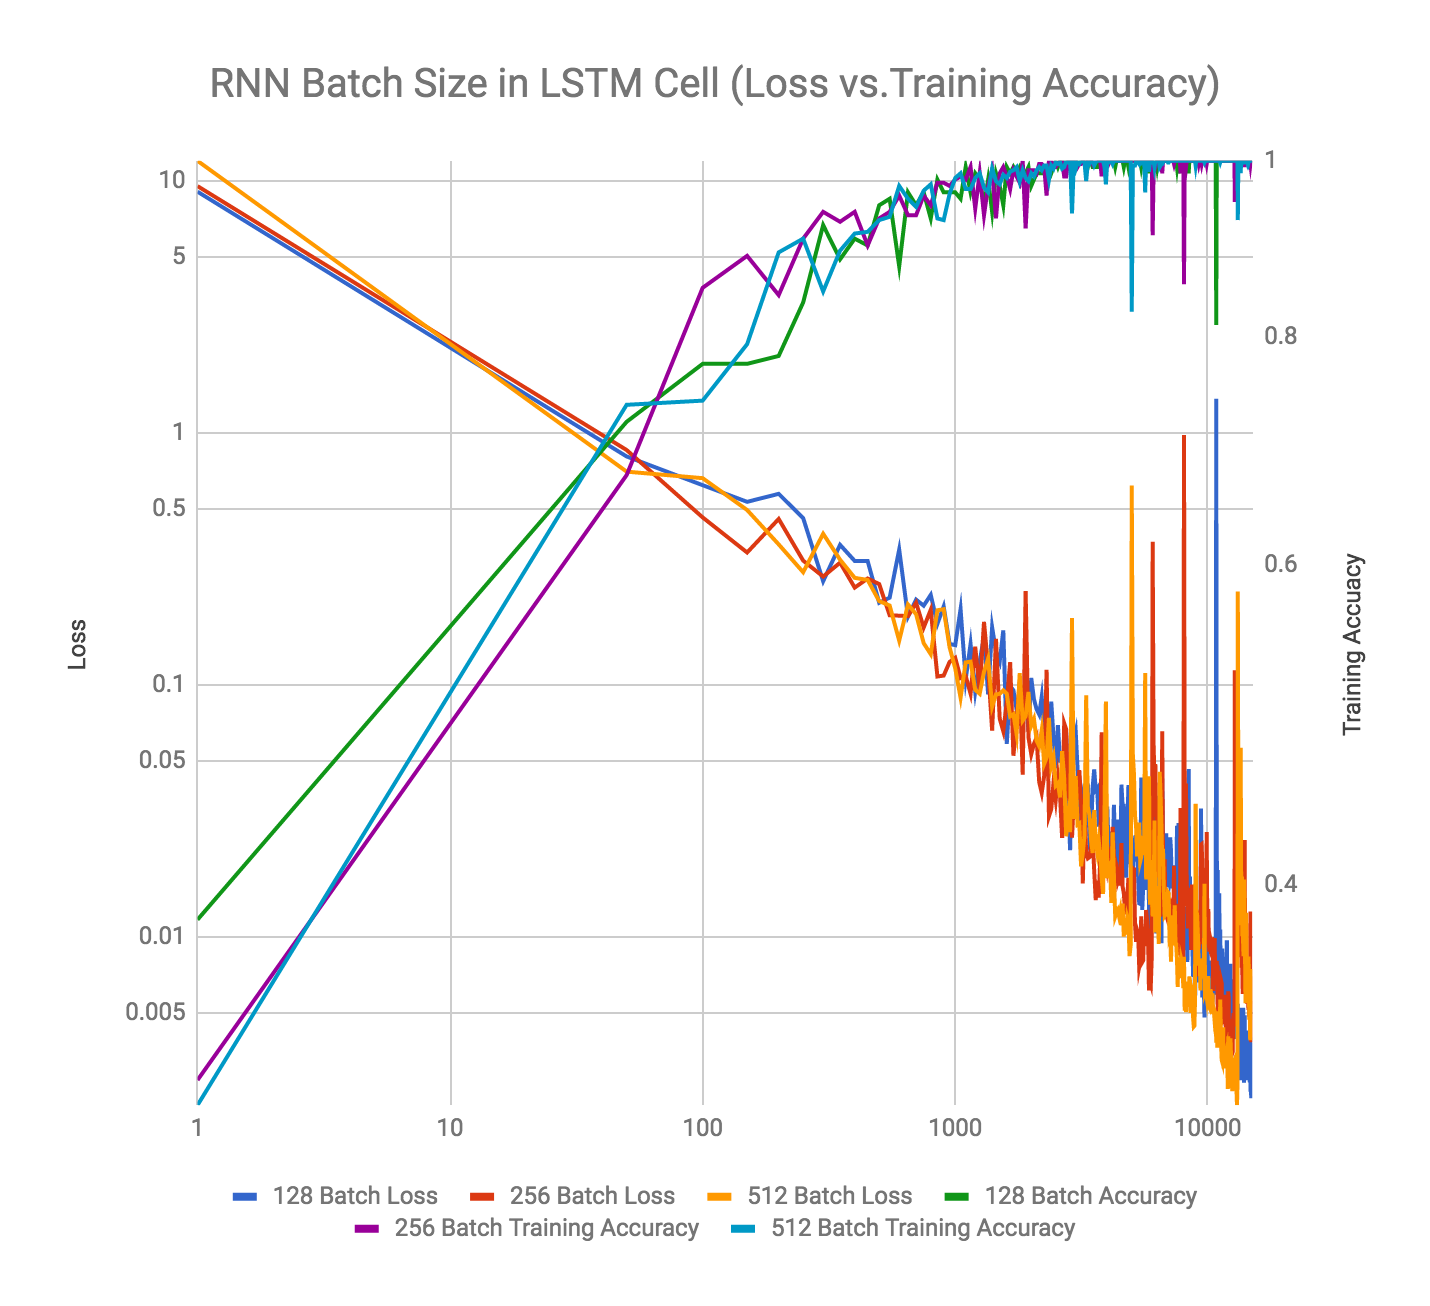 RNN Batch Size in LSTM Cell (Loss vs.Training Accuracy)
10
5
1
0.5
0.1
0.05
0.01
0.005
Loss
1
0.8
0.6
0.4
Training Accuacy
1
10
100
1000
10000
128 Batch Loss
256 Batch Loss
512 Batch Loss
128 Batch Accuracy
256 Batch Training Accuracy
512 Batch Training Accuracy